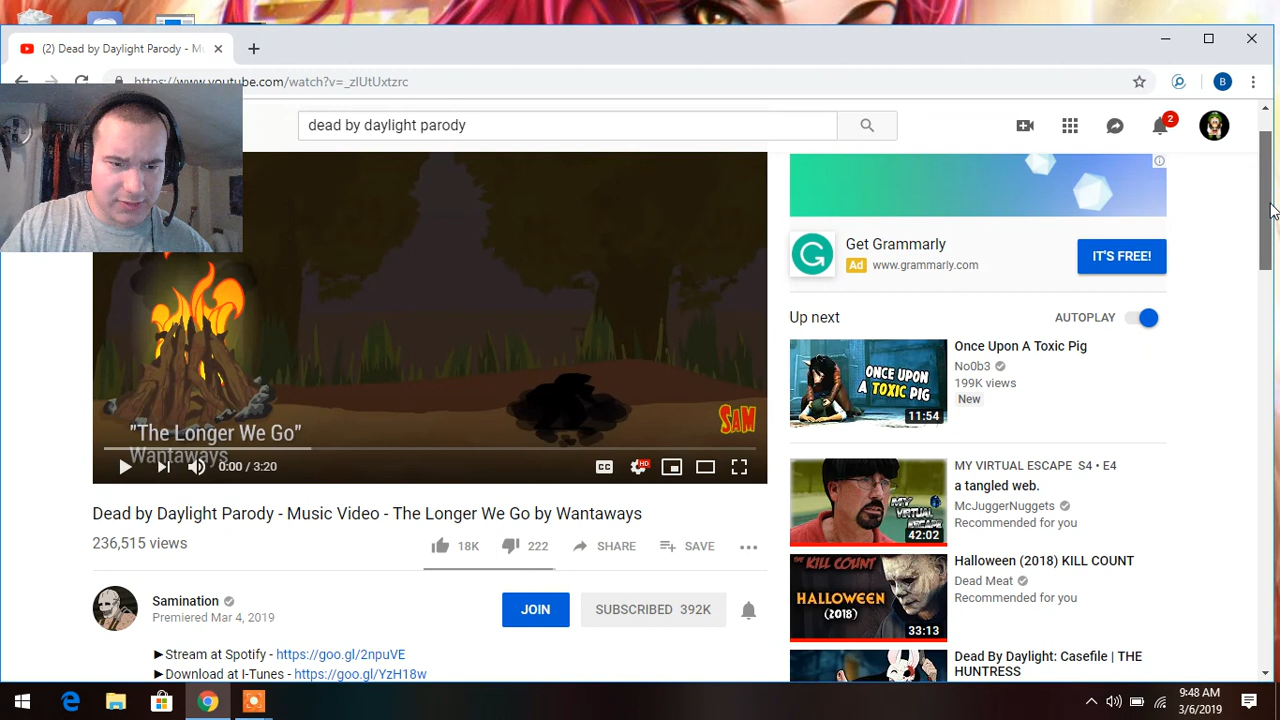 (2) Dead by Daylight Parody - Mu
https://www.youtube.com/watch?v=_zlUtUxtzrc
B
dead by daylight parody
2
Get Grammarly
Ad www.grammarly.com
IT'S FREE!
Up next
AUTOPLAY
Once Upon A Toxic Pig
No0b3
199K views
New
ONCE UPON
A TOXIC PIG
11:54
"The Longer We Go"
Wantaways
SAM
0:00 / 3:20
CC
HD
MY VIRTUAL ESCAPE S4 • E4
a tangled web.
McJuggerNuggets
Recommended for you
MY VIRTUAL ESCAPE
42:02
Dead by Daylight Parody - Music Video - The Longer We Go by Wantaways
236,515 views
18K
222
SHARE
SAVE
Halloween (2018) KILL COUNT
Dead Meat
Recommended for you
THE KILL COUNT
HALLOWEEN
(2018)
33:13
Samination
Premiered Mar 4, 2019
JOIN
SUBSCRIBED 392K
►Stream at Spotify - https://goo.gl/2npuVE
►Download at I-Tunes - https://goo.gl/YzH18w
Dead By Daylight: Casefile | THE
HUNTRESS
9:48 AM
3/6/2019